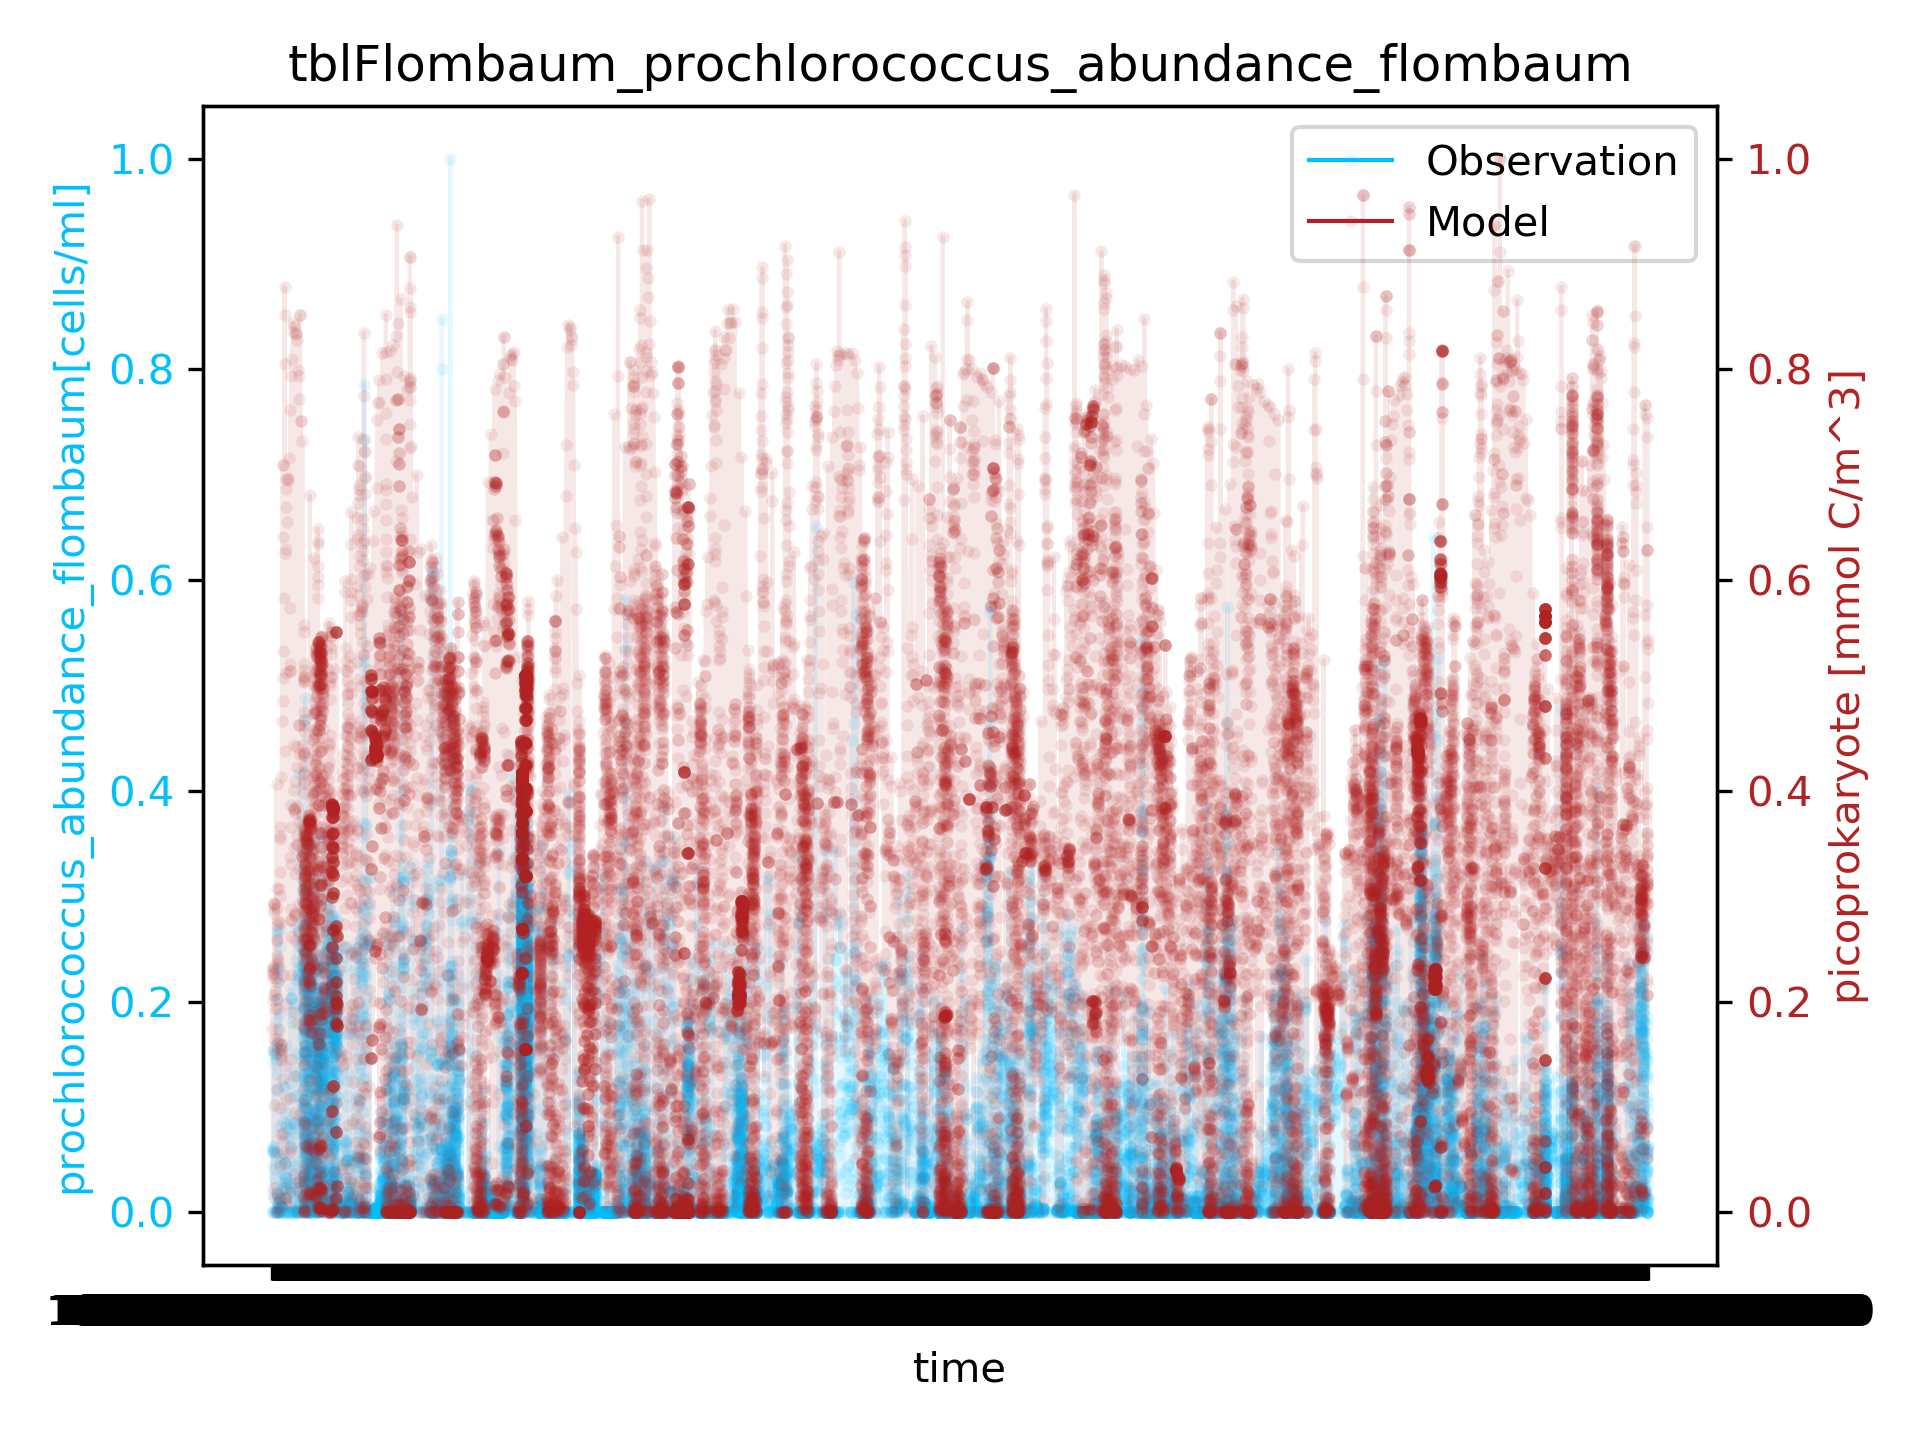 tblFlombaum_prochlorococcus_abundance_flombaum
prochlorococcus_abundance_flombaum[cells/ml]
1.0
0.8
0.6
0.4
0.2
0.0
Observation
Model
1.0
0.8
0.6
0.4
0.2
0.0
picoprokaryote [mmol C/m^3]
time